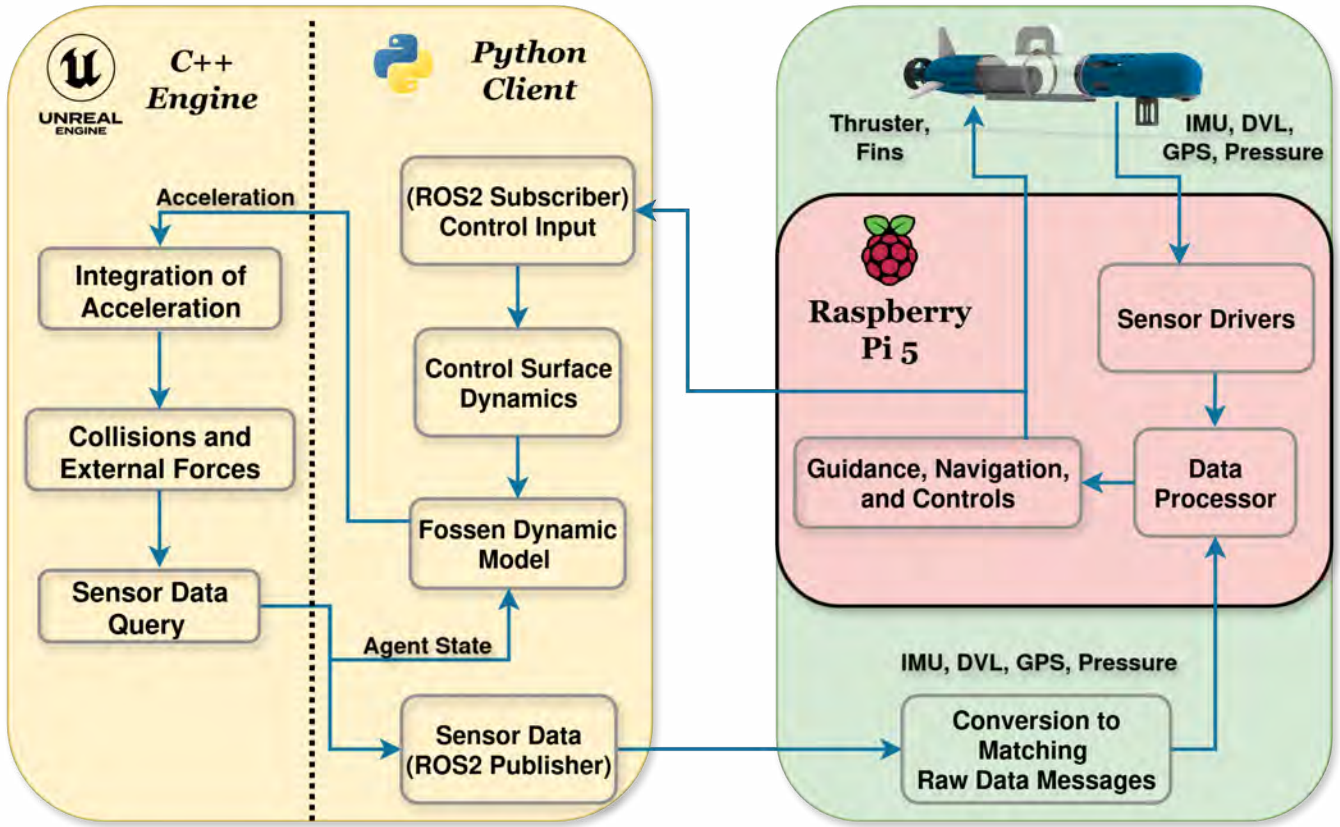 C++
Engine
UNREAL
ENGINE
Python
Client
Acceleration
Integration of
Acceleration
Collisions and
External Forces
Sensor Data
Query
(ROS2 Subscriber)
Control Input
Control Surface
Dynamics
Fossen Dynamic
Model
Agent State
Sensor Data
(ROS2 Publisher)
Thruster,
Fins
IMU, DVL,
GPS, Pressure
Raspberry
Pi 5
Sensor Drivers
Guidance, Navigation,
and Controls
Data
Processor
IMU, DVL, GPS, Pressure
Conversion to
Matching
Raw Data Messages